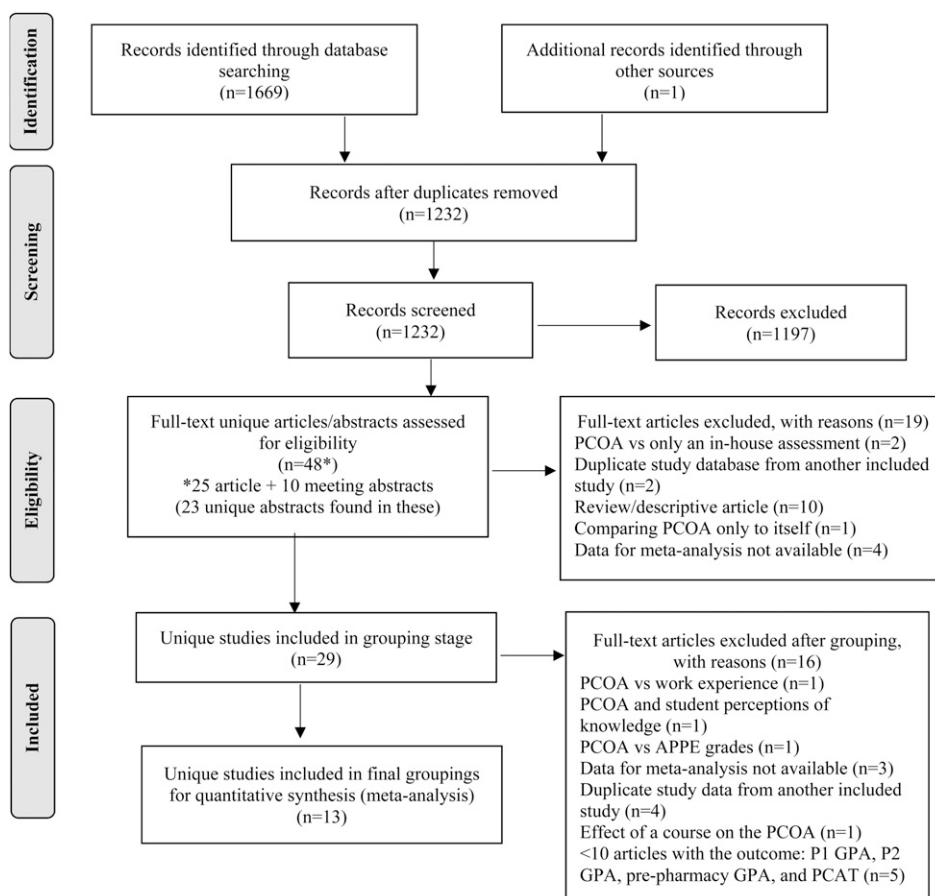 Identification
Records identified through database
searching
(n=1669)
Additional records identified through
other sources
(n=1)
Screening
Records after duplicates removed
(n=1232)
Records screened
(n=1232)
Records excluded
(n=1197)
Eligibility
Full-text unique articles/abstracts assessed
for eligibility
(n=48*)
*25 article + 10 meeting abstracts
(23 unique abstracts found in these)
Full-text articles excluded, with reasons (n=19)
PCOA vs only an in-house assessment (n=2)
Duplicate study database from another included
study (n=2)
Review/descriptive article (n=10)
Comparing PCOA only to itself (n=1)
Data for meta-analysis not available (n=4)
Included
Unique studies included in grouping stage
(n=29)
Full-text articles excluded after grouping,
with reasons (n=16)
PCOA vs work experience (n=1)
PCOA and student perceptions of
knowledge (n=1)
PCOA vs APPE grades (n=1)
Data for meta-analysis not available (n=3)
Duplicate study data from another included
study (n=4)
Effect of a course on the PCOA (n=1)
<10 articles with the outcome: P1 GPA, P2
GPA, pre-pharmacy GPA, and PCAT (n=5)
Unique studies included in final groupings
for quantitative synthesis (meta-analysis)
(n=13)